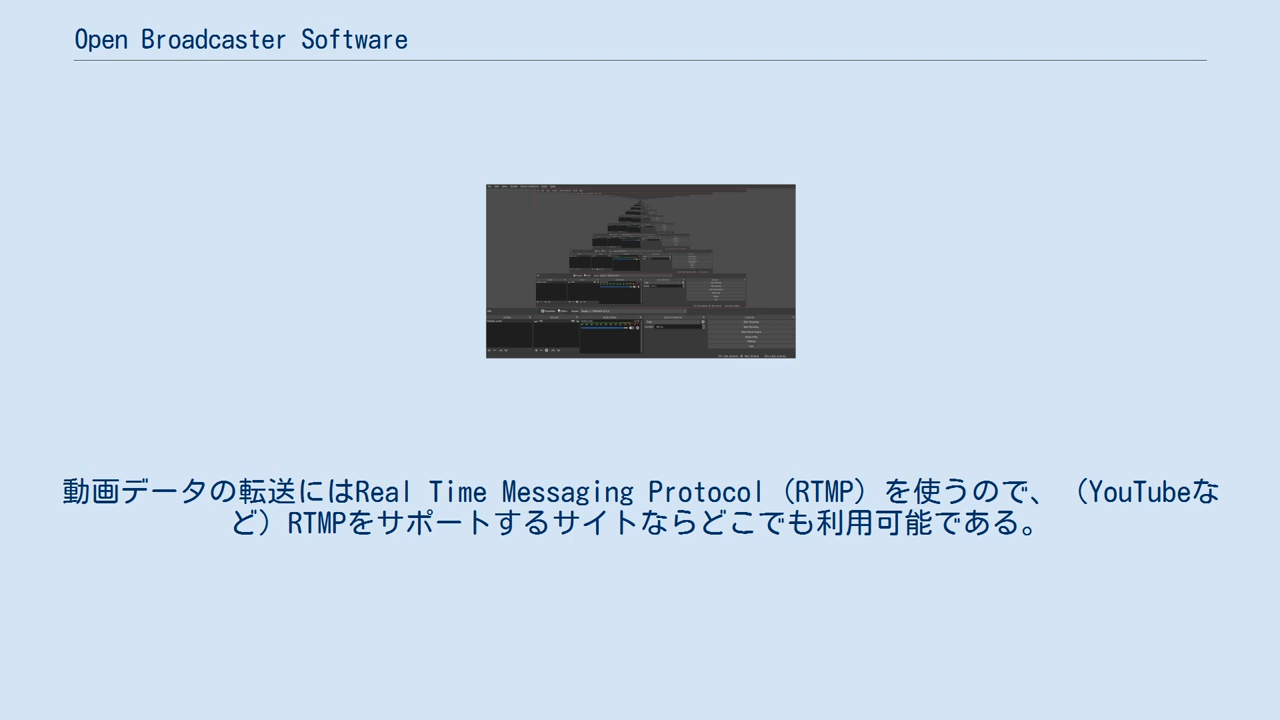 Open Broadcaster Software
動画データの転送にはReal Time Messaging Protocol（RTMP）を使うので、（YouTubeな
ど）RTMPをサポートするサイトならどこでも利用可能である。